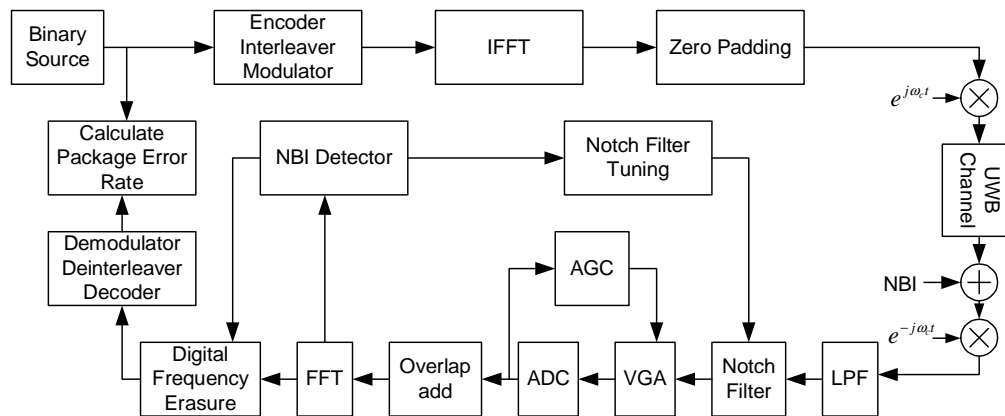 Binary
Source
Encoder
Interleaver
Modulator
IFFT
Zero Padding
e^{jω_c t}
Calculate
Package Error
Rate
NBI Detector
Notch Filter
Tuning
UWB
Channel
Demodulator
Deinterleaver
Decoder
AGC
NBI
e^{-jω_c t}
Digital
Frequency
Erasure
FFT
Overlap
add
ADC
VGA
Notch
Filter
LPF